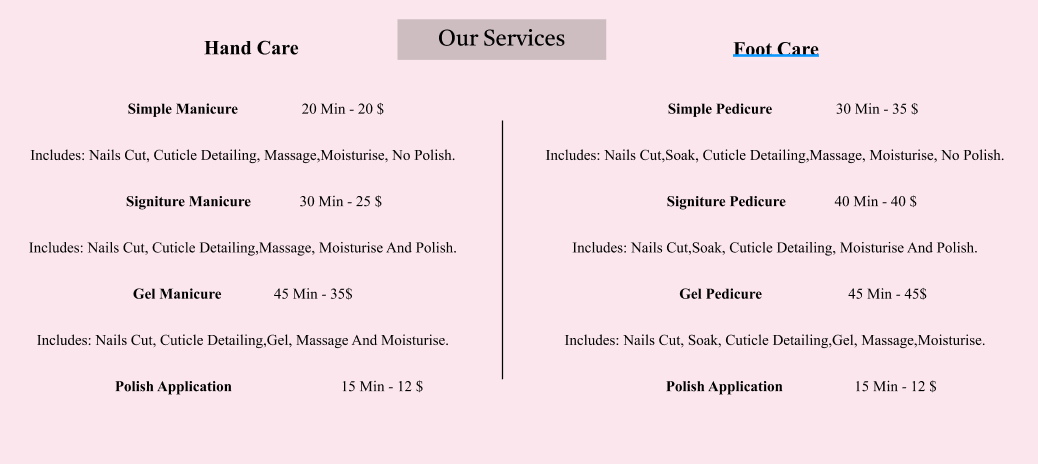 Our Services
Hand Care
Simple Manicure 20 Min - 20 $
Includes: Nails Cut, Cuticle Detailing, Massage,Moisturise, No Polish.
Signiture Manicure 30 Min - 25 $
Includes: Nails Cut, Cuticle Detailing,Massage, Moisturise And Polish.
Gel Manicure 45 Min - 35$
Includes: Nails Cut, Cuticle Detailing,Gel, Massage And Moisturise.
Polish Application 15 Min - 12 $
Foot Care
Simple Pedicure 30 Min - 35 $
Includes: Nails Cut,Soak, Cuticle Detailing,Massage, Moisturise, No Polish.
Signiture Pedicure 40 Min - 40 $
Includes: Nails Cut,Soak, Cuticle Detailing, Moisturise And Polish.
Gel Pedicure 45 Min - 45$
Includes: Nails Cut, Soak, Cuticle Detailing,Gel, Massage,Moisturise.
Polish Application 15 Min - 12 $